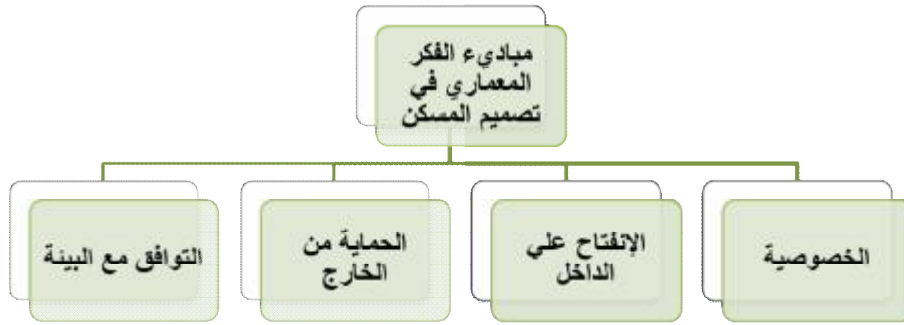 مباديء الفكر
المعماري في
تصميم المسكن
الخصوصية
الإنفتاح علي
الداخل
الحماية من
الخارج
التوافق مع البيئة